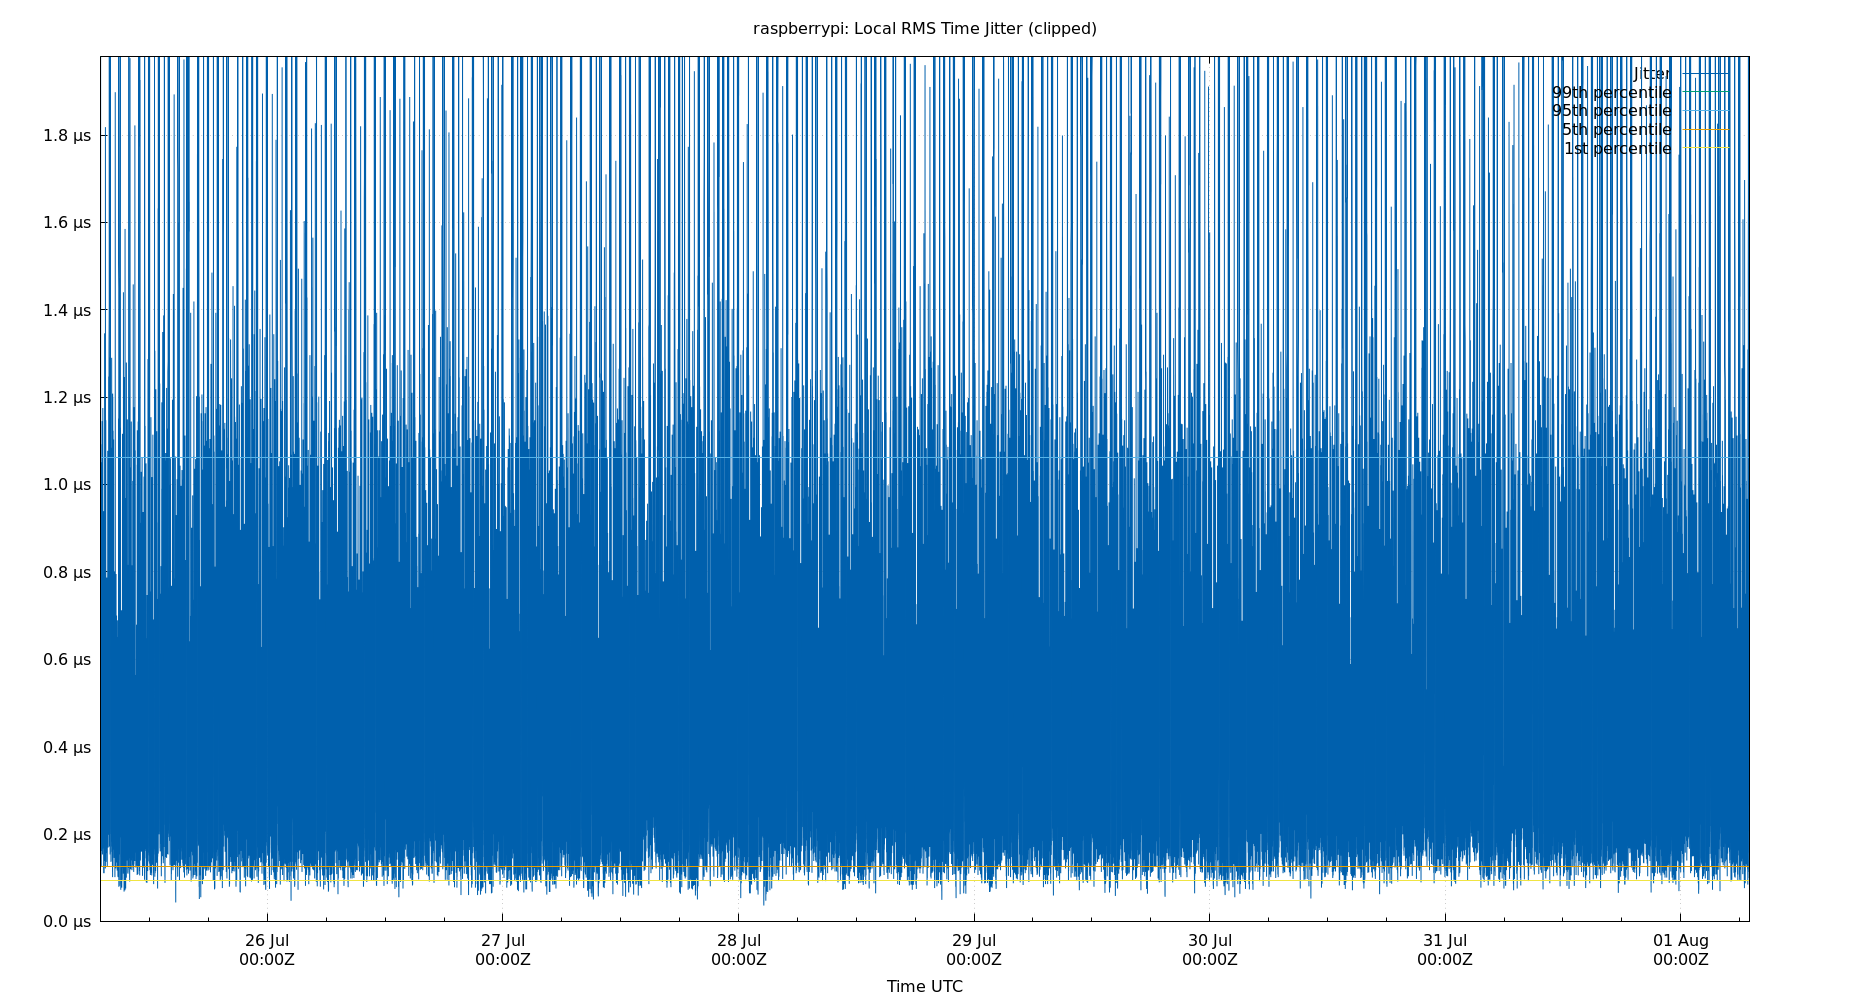 raspberrypi: Local RMS Time Jitter (clipped)
Jitter
99th percentile
95th percentile
5th percentile
1st percentile
1.8 µs
1.6 µs
1.4 µs
1.2 µs
1.0 µs
0.8 µs
0.6 µs
0.4 µs
0.2 µs
0.0 µs
26 Jul 27 Jul 28 Jul 29 Jul 30 Jul 31 Jul 01 Aug
00:00Z 00:00Z 00:00Z 00:00Z 00:00Z 00:00Z 00:00Z
Time UTC